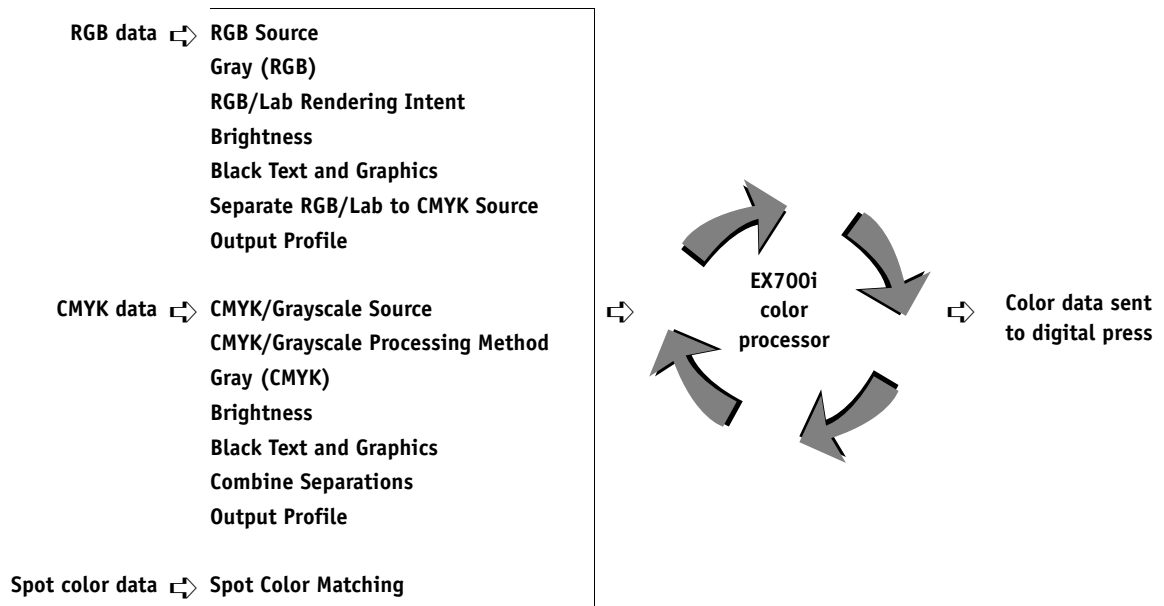 RGB data RGB Source
Gray (RGB)
RGB/Lab Rendering Intent
Brightness
Black Text and Graphics
Separate RGB/Lab to CMYK Source
Output Profile
CMYK data CMYK/Grayscale Source
CMYK/Grayscale Processing Method
Gray (CMYK)
Brightness
Black Text and Graphics
Combine Separations
Output Profile
Spot color data Spot Color Matching
EX700i
color
processor
Color data sent
to digital press